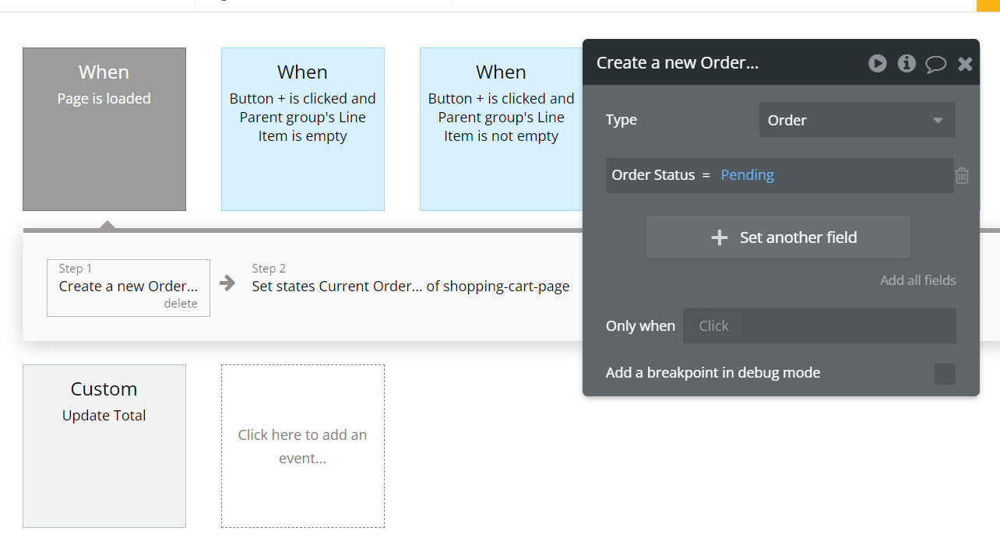 When
Page is loaded
When
Button + is clicked and
Parent group's Line
Item is empty
When
Button + is clicked and
Parent group's Line
Item is not empty
Step 1
Create a new Order...
delete
Step 2
Set states Current Order... of shopping-cart-page
Custom
Update Total
Click here to add an
event...
Create a new Order...
Type
Order
Order Status = Pending
+ Set another field
Add all fields
Only when
Click
Add a breakpoint in debug mode